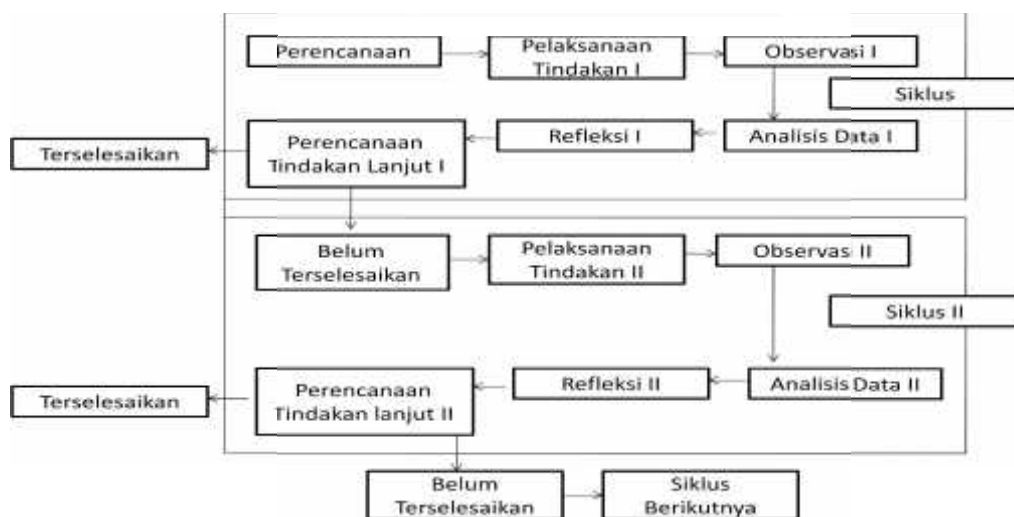 Perencanaan
Pelaksanaan
Tindakan I
Observasi I
Siklus
Terselesaikan
Perencanaan
Tindakan Lanjut I
Refleksi I
Analisis Data I
Belum
Terselesaikan
Pelaksanaan
Tindakan II
Observasi II
Siklus II
Terselesaikan
Perencanaan
Tindakan lanjut II
Refleksi II
Analisis Data II
Belum
Terselesaikan
Siklus
Berikutnya